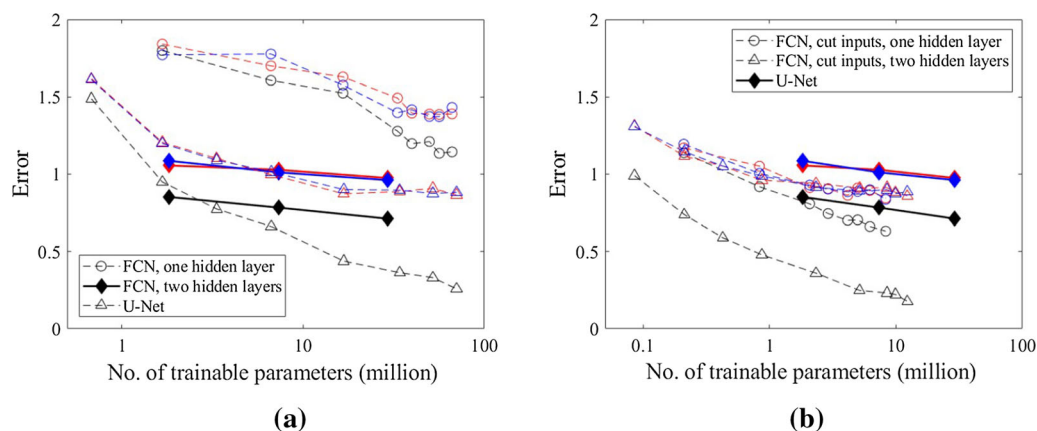 2
1.5
1
0.5
0
Error
FCN, one hidden layer
FCN, two hidden layers
U-Net
1
10
100
No. of trainable parameters (million)
(a)
2
1.5
1
0.5
0
Error
FCN, cut inputs, one hidden layer
FCN, cut inputs, two hidden layers
U-Net
0.1
1
10
100
No. of trainable parameters (million)
(b)